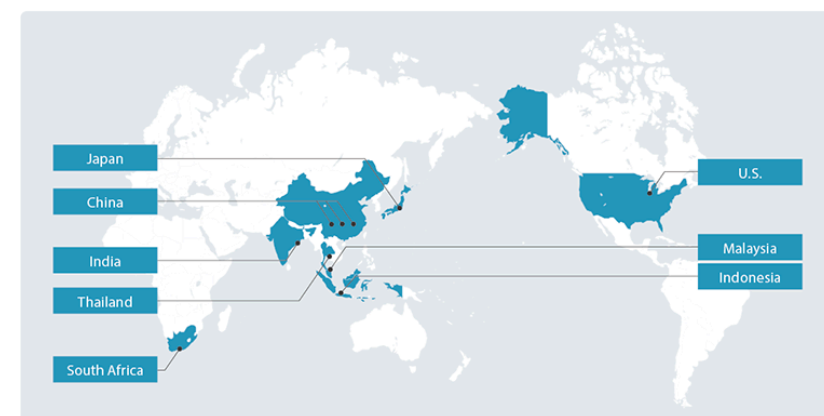 Japan
China
India
Thailand
South Africa
U.S.
Malaysia
Indonesia